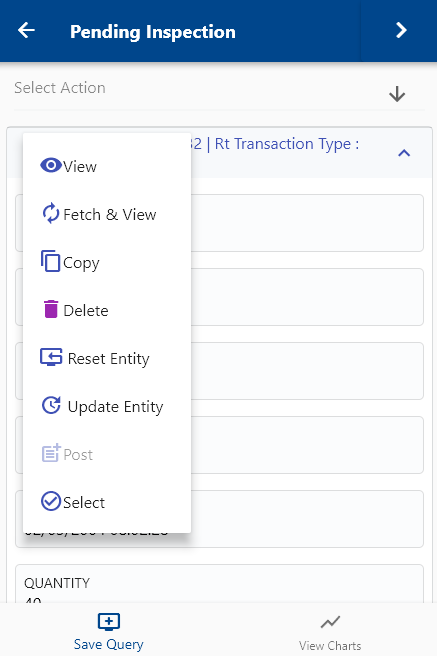 Pending Inspection
Select Action
32 | Rt Transaction Type :
View
Fetch & View
Copy
Delete
Reset Entity
Update Entity
Post
Select
QUANTITY
40
Save Query
View Charts